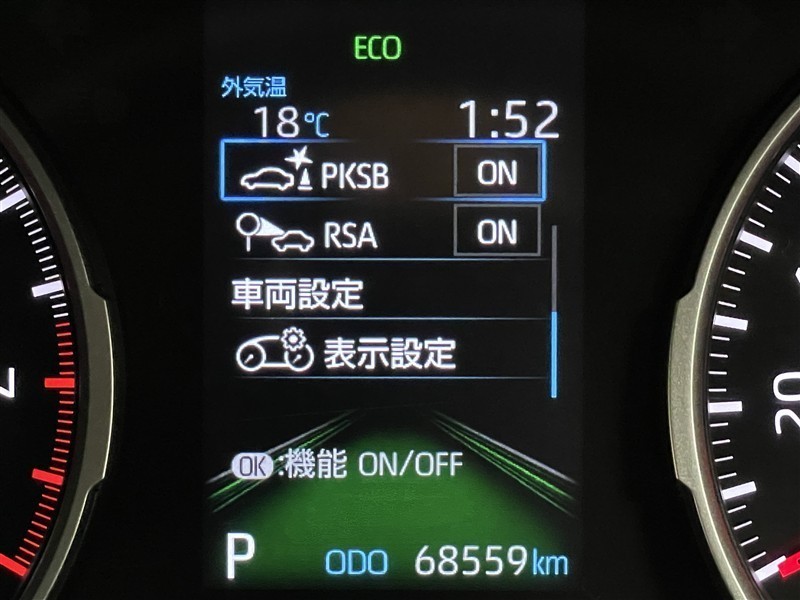 ECO
外気温
18℃ 1:52
PKSB ON
RSA ON
車両設定
表示設定
OK:機能 ON/OFF
P ODO 68559km
20